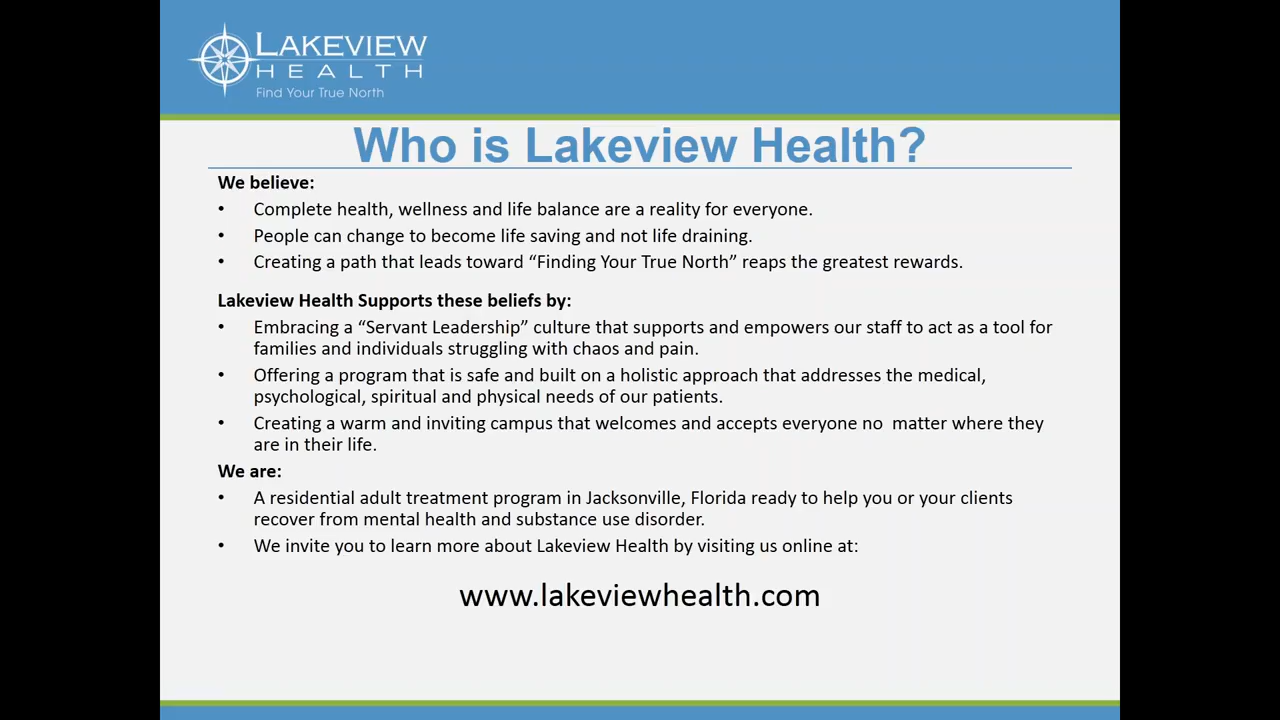 LAKEVIEW
HEALTH
Find Your True North
Who is Lakeview Health?
We believe:
• Complete health, wellness and life balance are a reality for everyone.
• People can change to become life saving and not life draining.
• Creating a path that leads toward “Finding Your True North” reaps the greatest rewards.
Lakeview Health Supports these beliefs by:
• Embracing a “Servant Leadership” culture that supports and empowers our staff to act as a tool for
families and individuals struggling with chaos and pain.
• Offering a program that is safe and built on a holistic approach that addresses the medical,
psychological, spiritual and physical needs of our patients.
• Creating a warm and inviting campus that welcomes and accepts everyone no  matter where they
are in their life.
We are:
• A residential adult treatment program in Jacksonville, Florida ready to help you or your clients
recover from mental health and substance use disorder.
• We invite you to learn more about Lakeview Health by visiting us online at:
www.lakeviewhealth.com